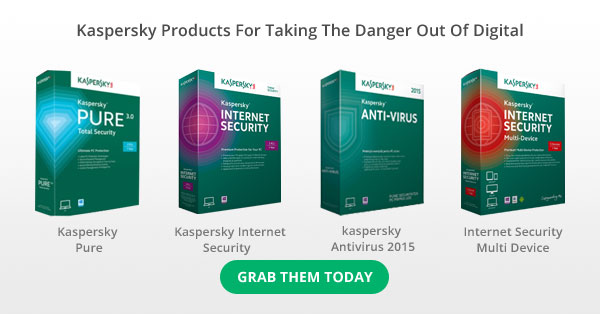 Kaspersky Products For Taking The Danger Out Of Digital
KASPERSKY
Kaspersky
PURE 3.0
Total Security
KASPERSKY
Kaspersky
INTERNET
SECURITY
KASPERSKY
2015
Kaspersky
ANTI-VIRUS
KASPERSKY
Kaspersky
INTERNET
SECURITY
Multi-Device
PURE
Kaspersky
Pure
Kaspersky Internet
Security
kaspersky
Antivirus 2015
Internet Security
Multi Device
GRAB THEM TODAY